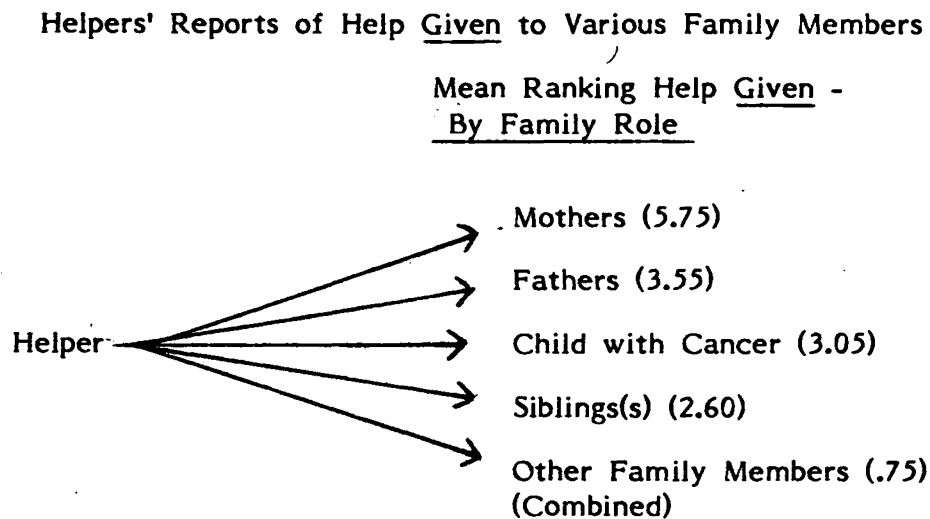 Helpers' Reports of Help Given to Various Family Members
Mean Ranking Help Given -
By Family Role
Mothers (5.75)
Fathers (3.55)
Helper
Child with Cancer (3.05)
Siblings(s) (2.60)
Other Family Members (.75)
(Combined)